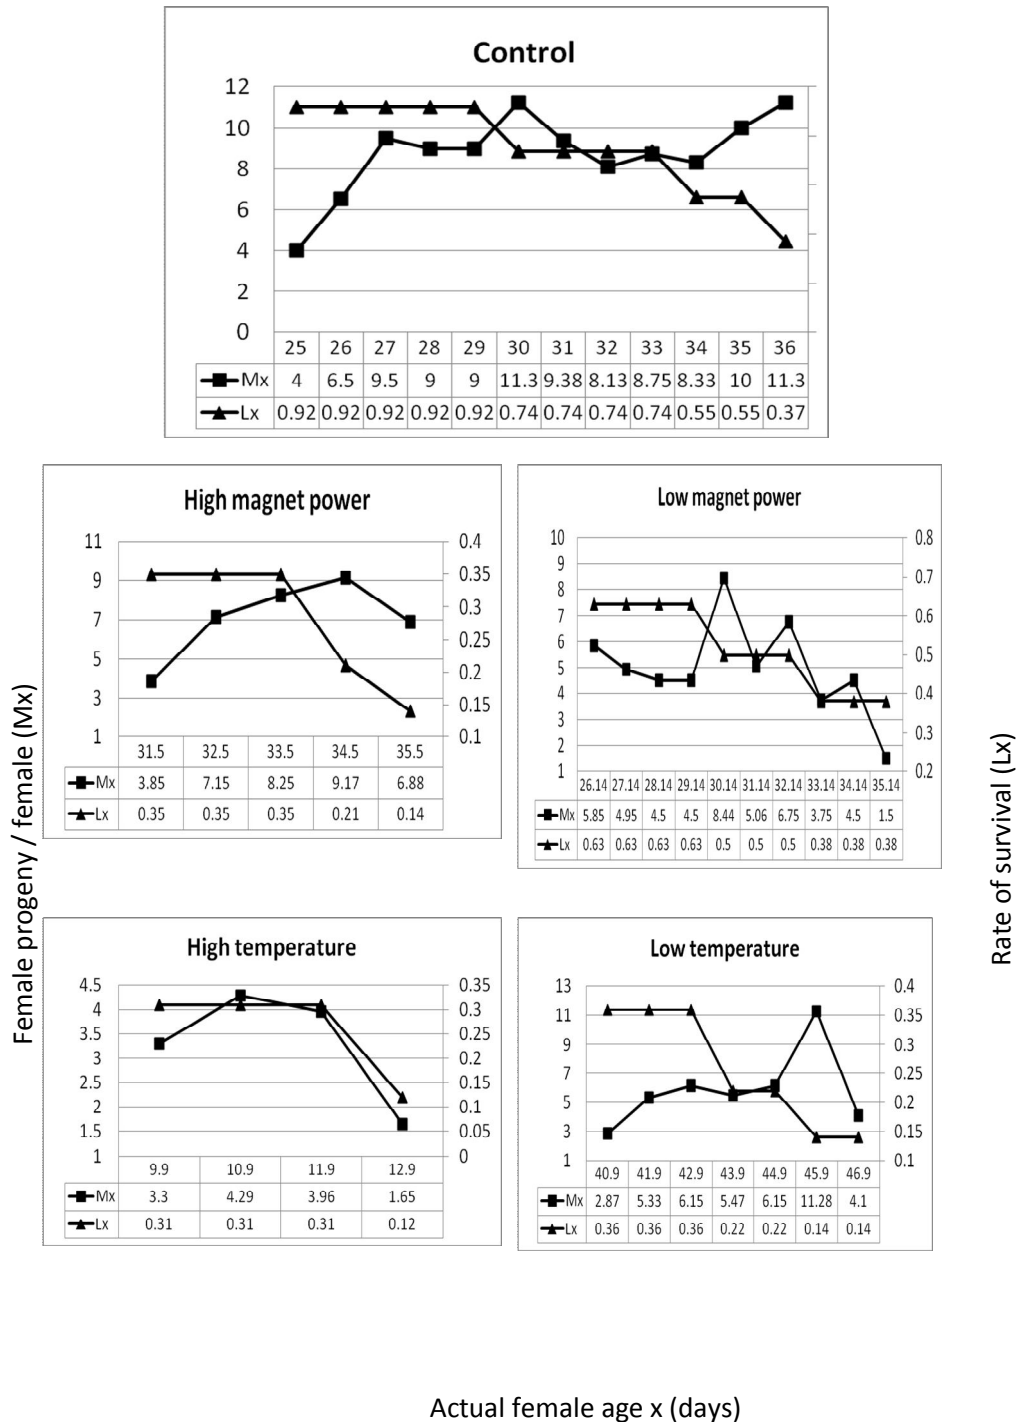 Control
12
10
8
6
4
2
0
25 26 27 28 29 30 31 32 33 34 35 36
Mx 4 6.5 9.5 9 9 11.3 9.38 8.13 8.75 8.33 10 11.3
Lx 0.92 0.92 0.92 0.92 0.92 0.74 0.74 0.74 0.74 0.55 0.55 0.37
High magnet power
11 0.4
9 0.35
7 0.3
5 0.25
3 0.2
1 0.15
0.1
31.5 32.5 33.5 34.5 35.5
Mx 3.85 7.15 8.25 9.17 6.88
Lx 0.35 0.35 0.35 0.21 0.14
Low magnet power
10 0.8
9 0.7
8 0.6
7 0.5
6 0.4
5 0.3
4 0.2
3
2
1
26.14 27.14 28.14 29.14 30.14 31.14 32.14 33.14 34.14 35.14
Mx 5.85 4.95 4.5 4.5 8.44 5.06 6.75 3.75 4.5 1.5
Lx 0.63 0.63 0.63 0.63 0.5 0.5 0.5 0.38 0.38 0.38
Female progeny / female (Mx)
Rate of survival (Lx)
High temperature
4.5 0.35
4 0.3
3.5 0.25
3 0.2
2.5 0.15
2 0.1
1.5 0.05
1 0
9.9 10.9 11.9 12.9
Mx 3.3 4.29 3.96 1.65
Lx 0.31 0.31 0.31 0.12
Low temperature
13 0.4
11 0.35
9 0.3
7 0.25
5 0.2
3 0.15
1 0.1
40.9 41.9 42.9 43.9 44.9 45.9 46.9
Mx 2.87 5.33 6.15 5.47 6.15 11.28 4.1
Lx 0.36 0.36 0.36 0.22 0.22 0.14 0.14
Actual female age x (days)